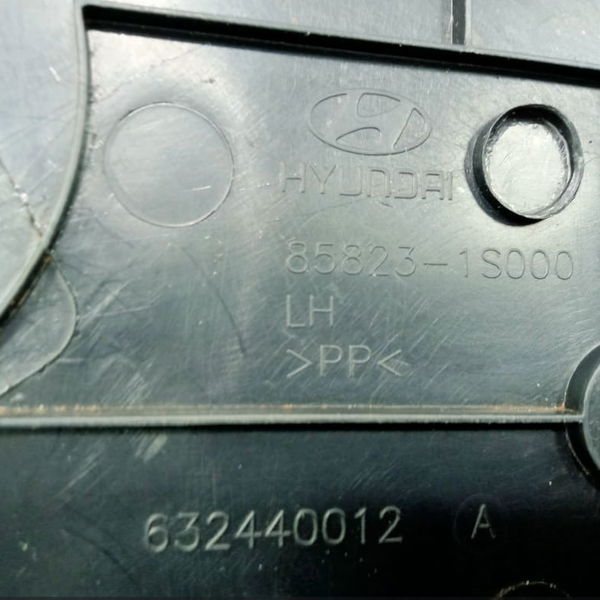 HYUNDAI
85823-1S000
LH
>PP<
632440012 A